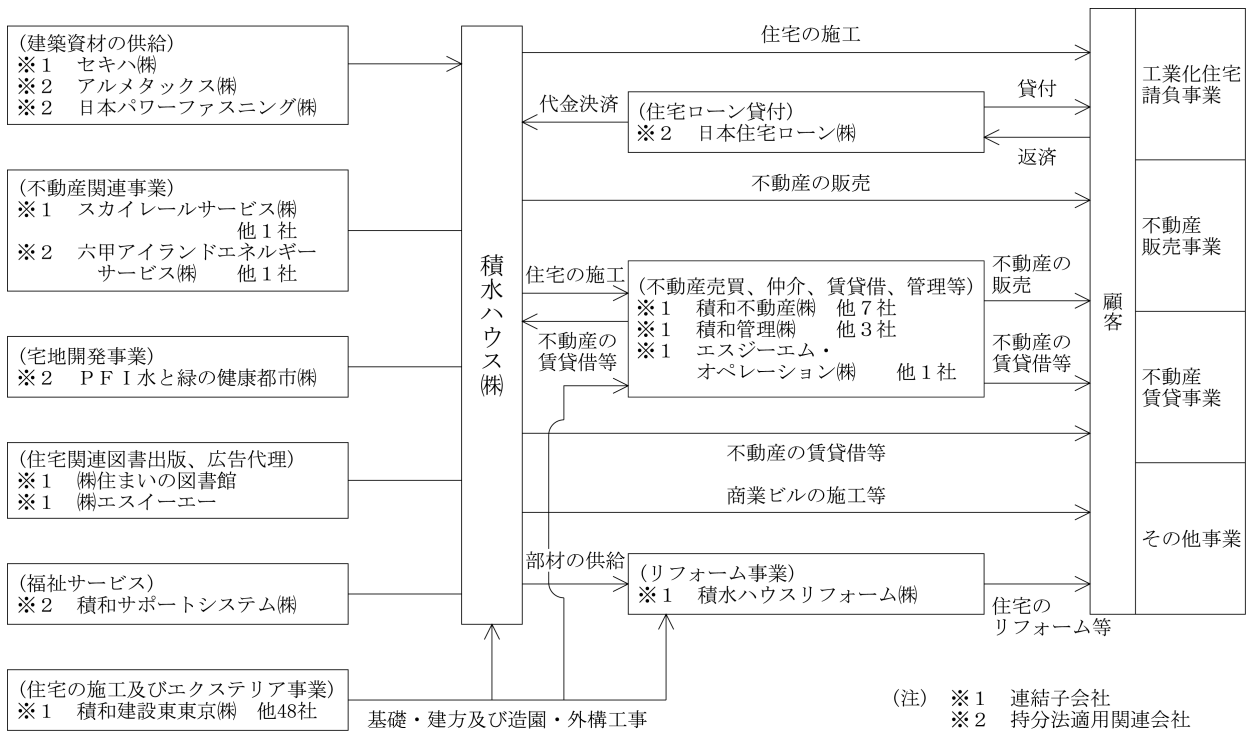 (建築資材の供給)
※１　セキハ㈱
※２　アルメタックス㈱
※２　日本パワーファスニング㈱
(不動産関連事業)
※１　スカイレールサービス㈱
他１社
※２　六甲アイランドエネルギー
サービス㈱　　他１社
(宅地開発事業)
※２　ＰＦＩ水と緑の健康都市㈱
(住宅関連図書出版、広告代理)
※１　㈱住まいの図書館
※１　㈱エスイーエー
(福祉サービス)
※２　積和サポートシステム㈱
(住宅の施工及びエクステリア事業)
※１　積和建設東東京㈱　他48社
基礎・建方及び造園・外構工事
積水ハウス㈱
住宅の施工
代金決済
(住宅ローン貸付)
※２　日本住宅ローン㈱
貸付
返済
不動産の販売
住宅の施工
不動産の
賃貸借等
(不動産売買、仲介、賃貸借、管理等)
※１　積和不動産㈱　他７社
※１　積和管理㈱　　他３社
※１　エスジーエム・
オペレーション㈱　　他１社
不動産の
販売
不動産の
賃貸借等
不動産の賃貸借等
商業ビルの施工等
部材の供給
(リフォーム事業)
※１　積水ハウスリフォーム㈱
住宅の
リフォーム等
顧客
工業化住宅
請負事業
不動産
販売事業
不動産
賃貸事業
その他事業
(注)　※１　連結子会社
※２　持分法適用関連会社